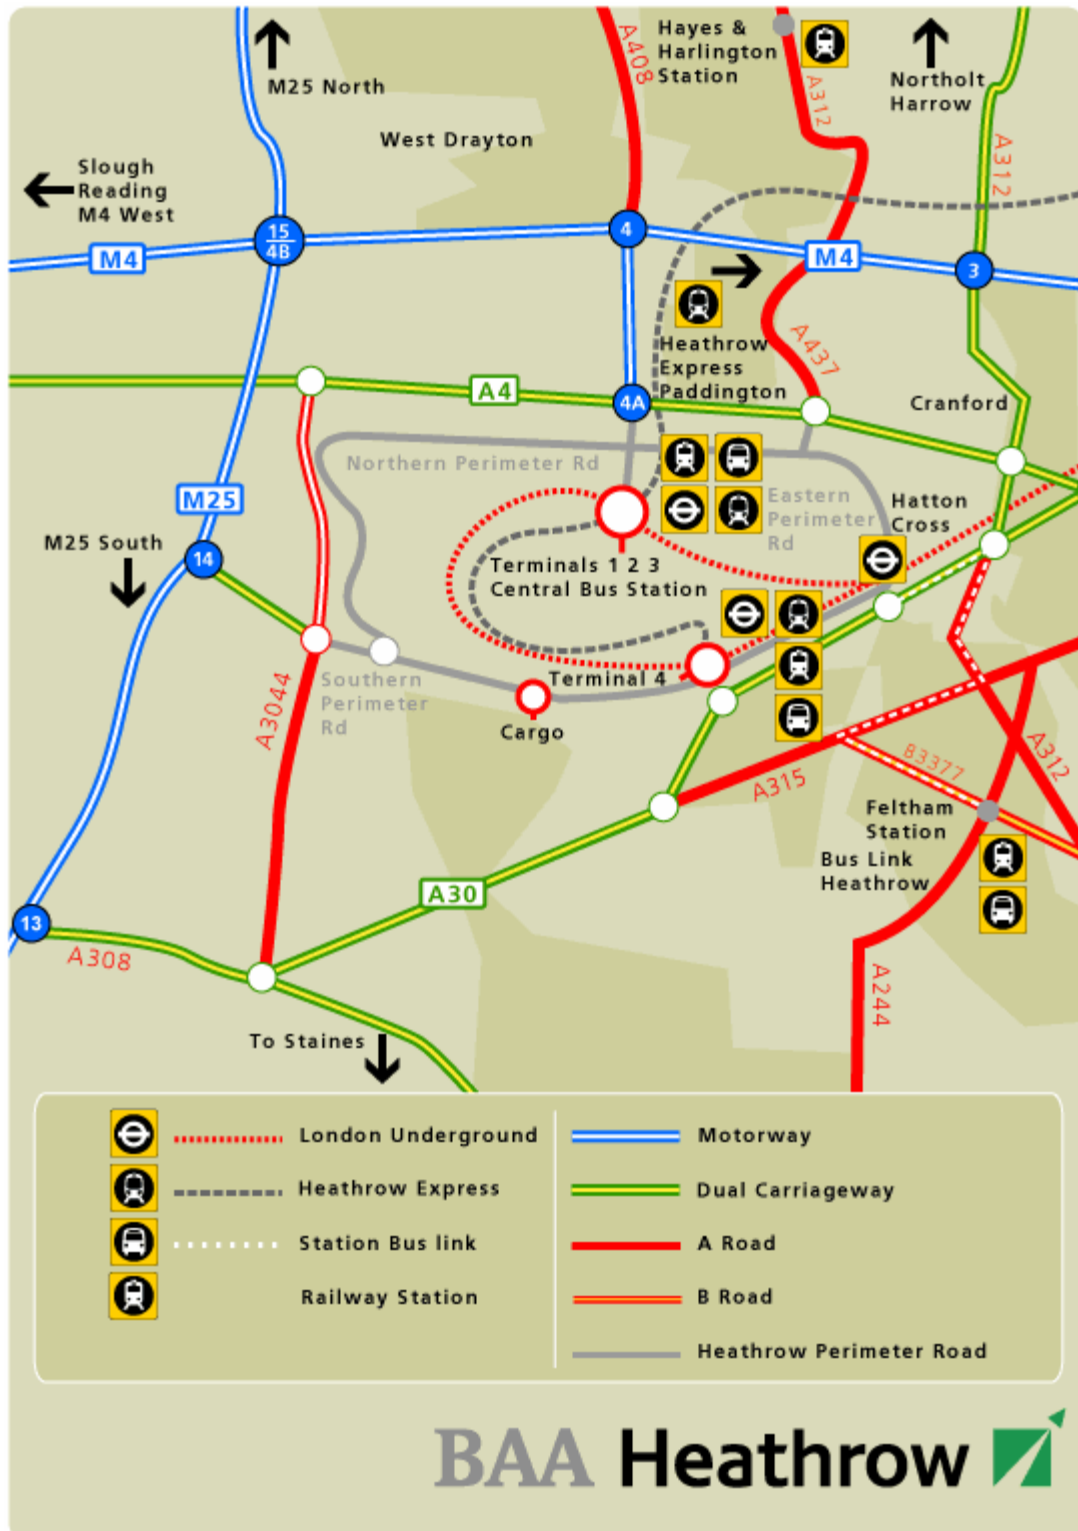 Hayes &
Harlington
Station
A408
A312
Northolt
Harrow
M25 North
West Drayton
A312
Slough
Reading
M4 West
15
4B
4
M4
M4
3
Heathrow
Express
Paddington
A437
A4
4A
Cranford
Northern Perimeter Rd
Eastern
Perimeter
Rd
Hatton
Cross
M25
M25 South
14
Terminals 1 2 3
Central Bus Station
Terminal 4
Southern
Perimeter
Rd
A3044
Cargo
A315
B3377
A312
Feltham
Station
Bus Link
Heathrow
A30
13
A308
A244
To Staines
London Underground
Heathrow Express
Station Bus link
Railway Station
Motorway
Dual Carriageway
A Road
B Road
Heathrow Perimeter Road
BAA Heathrow